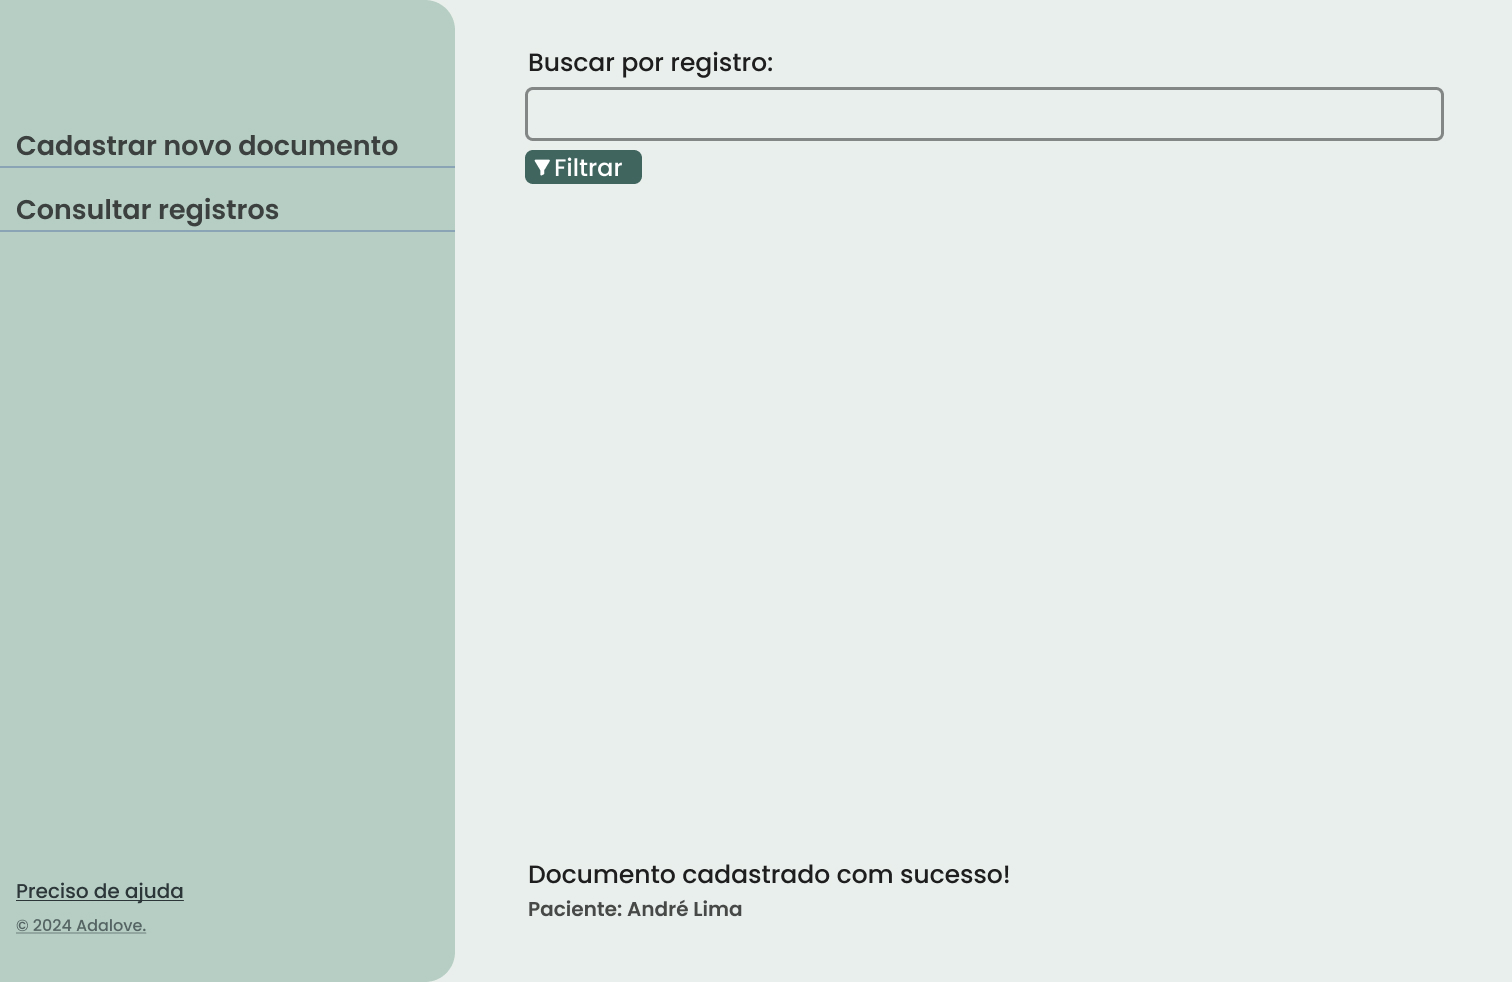 Cadastrar novo documento
Consultar registros
Preciso de ajuda
© 2024 Adalove.
Buscar por registro:
Filtrar
Documento cadastrado com sucesso!
Paciente: André Lima